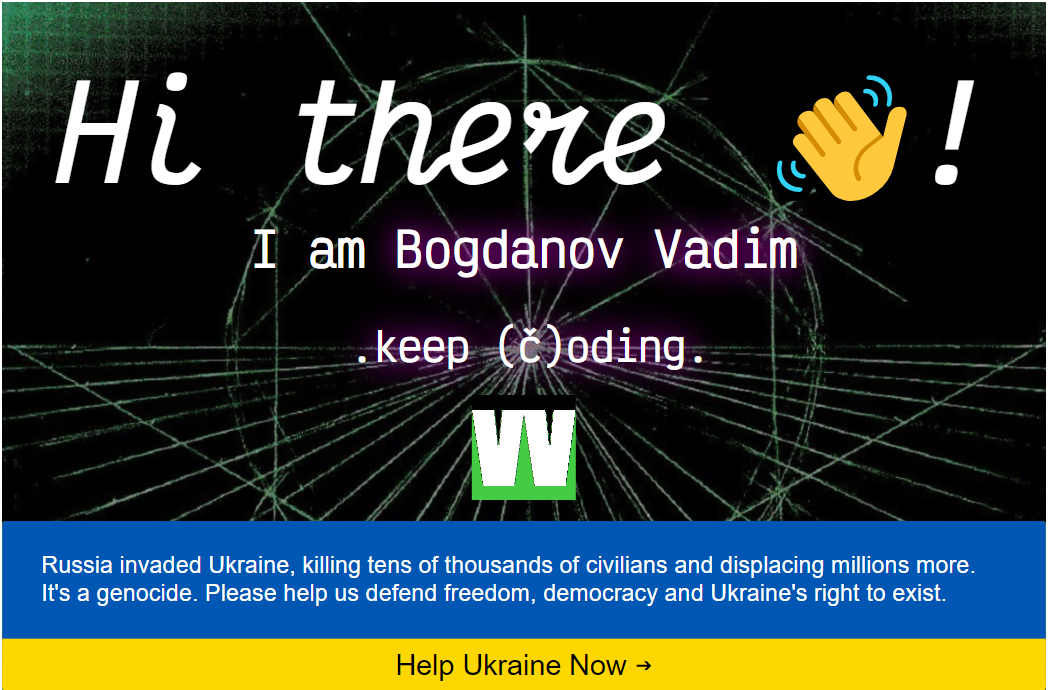 Hi there 👋!
I am Bogdanov Vadim
.keep (č)oding.
W
Russia invaded Ukraine, killing tens of thousands of civilians and displacing millions more.
It's a genocide. Please help us defend freedom, democracy and Ukraine's right to exist.
Help Ukraine Now →